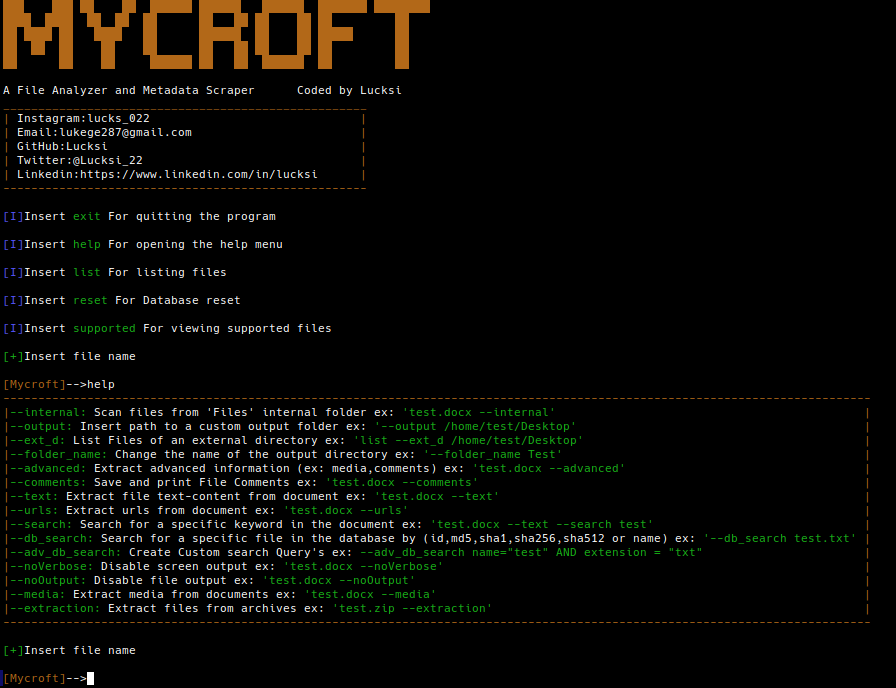 MYCROFT
A File Analyzer and Metadata Scraper      Coded by Lucksi
| Instagram:lucks_022 |
| Email:lukege287@gmail.com |
| GitHub:Lucksi |
| Twitter:@Lucksi_22 |
| Linkedin:https://www.linkedin.com/in/lucksi |
[I]Insert exit For quitting the program
[I]Insert help For opening the help menu
[I]Insert list For listing files
[I]Insert reset For Database reset
[I]Insert supported For viewing supported files
[+]Insert file name
[Mycroft]-->help
|--internal: Scan files from 'Files' internal folder ex: 'test.docx --internal' |
|--output: Insert path to a custom output folder ex: '--output /home/test/Desktop' |
|--ext_d: List Files of an external directory ex: 'list --ext_d /home/test/Desktop' |
|--folder_name: Change the name of the output directory ex: '--folder_name Test' |
|--advanced: Extract advanced information (ex: media,comments) ex: 'test.docx --advanced' |
|--comments: Save and print File Comments ex: 'test.docx --comments' |
|--text: Extract file text-content from document ex: 'test.docx --text' |
|--urls: Extract urls from document ex: 'test.docx --urls' |
|--search: Search for a specific keyword in the document ex: 'test.docx --text --search test' |
|--db_search: Search for a specific file in the database by (id,md5,sha1,sha256,sha512 or name) ex: '--db_search test.txt' |
|--adv_db_search: Create Custom search Query's ex: --adv_db_search name="test" AND extension = "txt" |
|--noVerbose: Disable screen output ex: 'test.docx --noVerbose' |
|--noOutput: Disable file output ex: 'test.docx --noOutput' |
|--media: Extract media from documents ex: 'test.docx --media' |
|--extraction: Extract files from archives ex: 'test.zip --extraction' |
[+]Insert file name
[Mycroft]-->